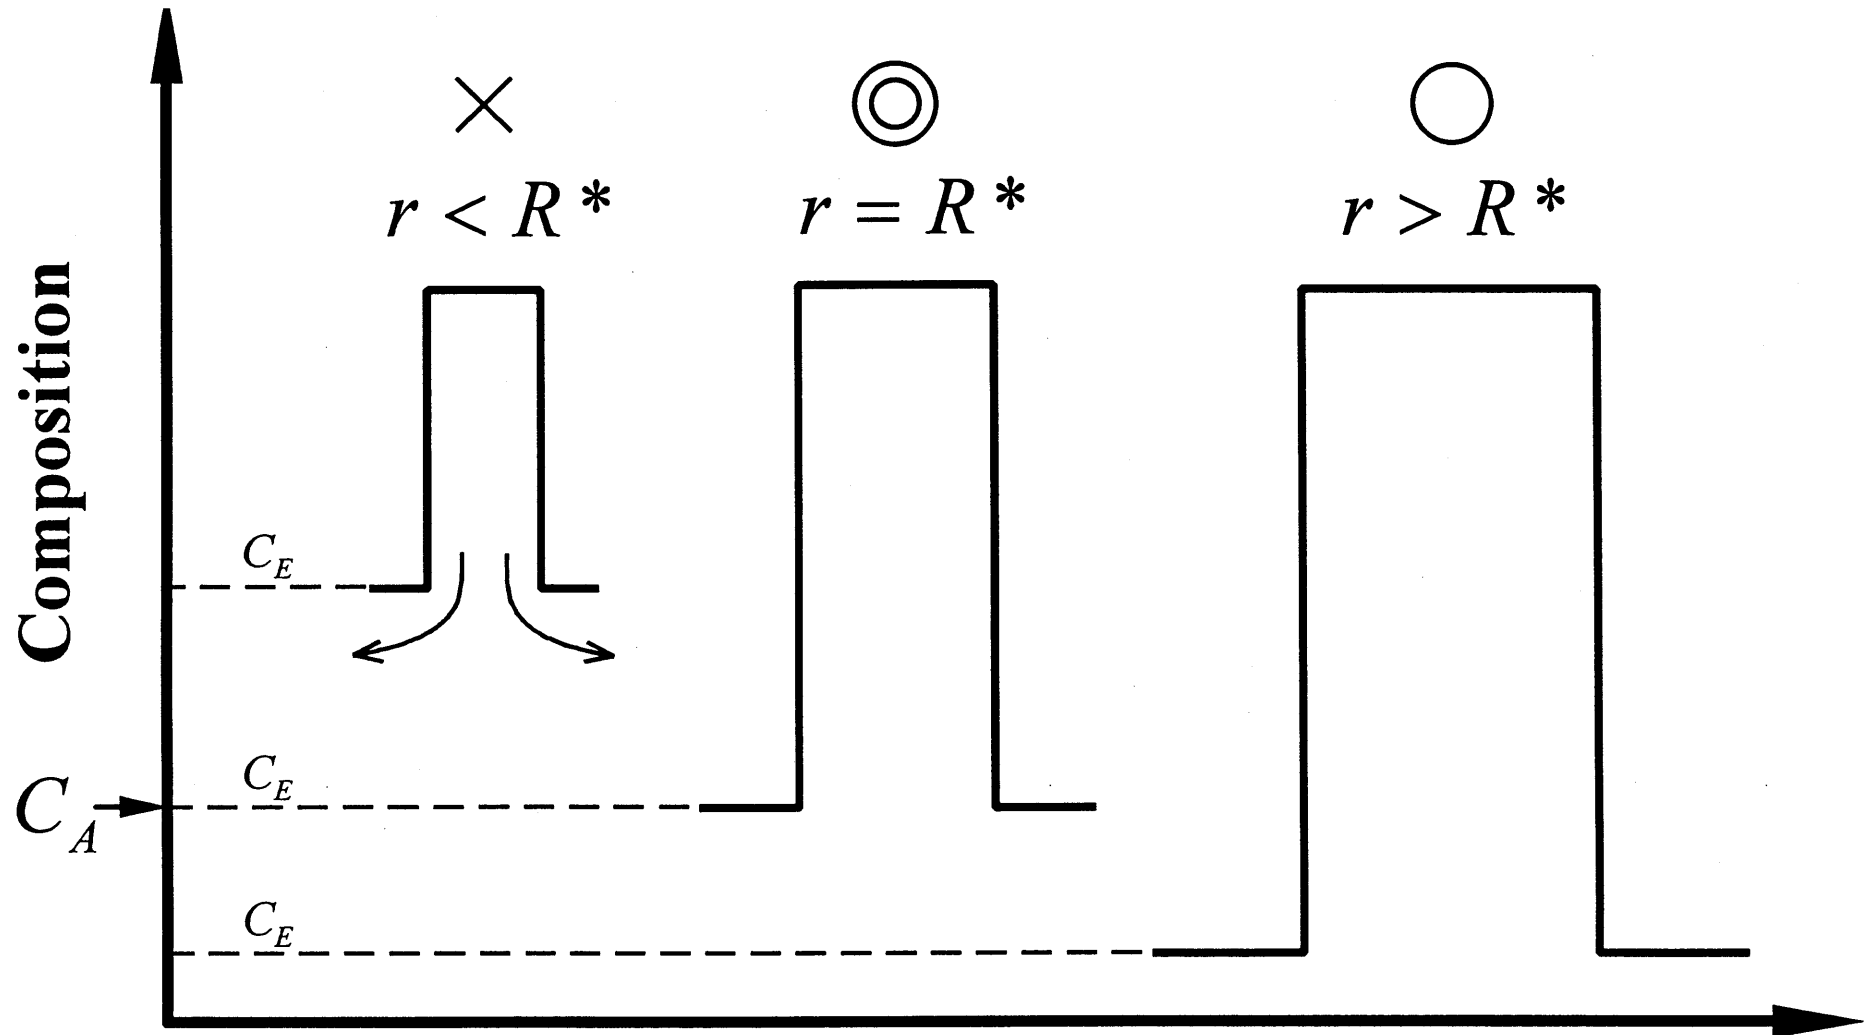 r < R*
r = R*
r > R*
Composition
C_E
C_A
C_E
C_E